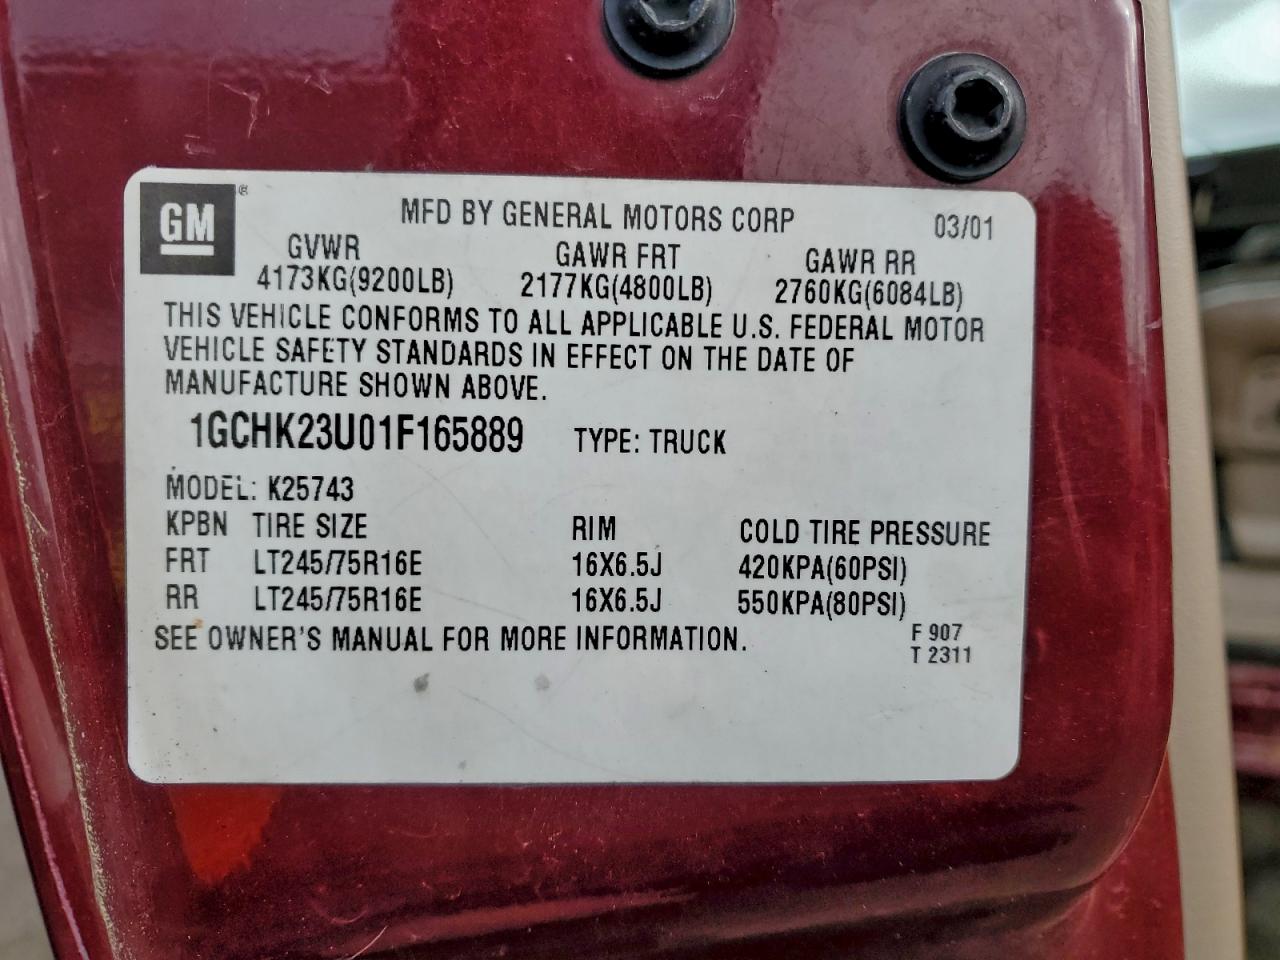 GM ®
MFD BY GENERAL MOTORS CORP 03/01
GVWR GAWR FRT GAWR RR
4173KG(9200LB) 2177KG(4800LB) 2760KG(6084LB)
THIS VEHICLE CONFORMS TO ALL APPLICABLE U.S. FEDERAL MOTOR
VEHICLE SAFETY STANDARDS IN EFFECT ON THE DATE OF
MANUFACTURE SHOWN ABOVE.
1GCHK23U01F165889 TYPE: TRUCK
MODEL: K25743
KPBN TIRE SIZE RIM COLD TIRE PRESSURE
FRT LT245/75R16E 16X6.5J 420KPA(60PSI)
RR LT245/75R16E 16X6.5J 550KPA(80PSI)
SEE OWNER'S MANUAL FOR MORE INFORMATION. F 907
T 2311